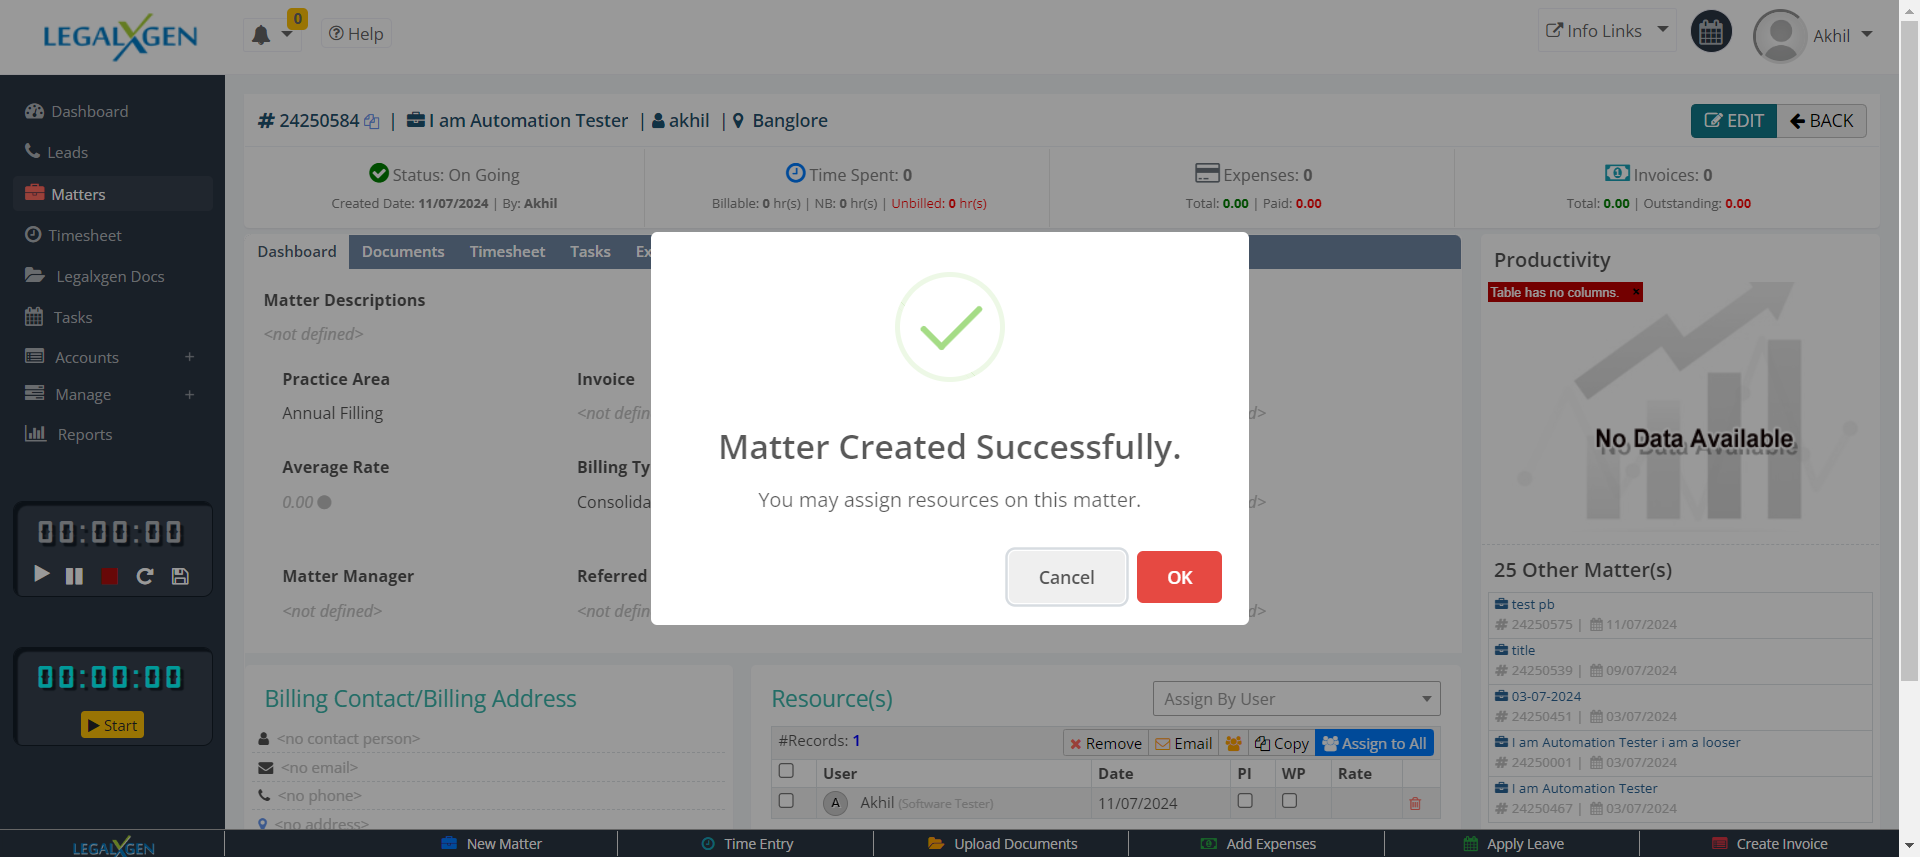 LEGALXGEN
0
Help
Info Links
Akhil
Dashboard
Leads
Matters
Timesheet
Legalxgen Docs
Tasks
Accounts +
Manage +
Reports
00:00:00
00:00:00
Start
# 24250584 | I am Automation Tester | akhil | Banglore
EDIT
BACK
Status: On Going
Created Date: 11/07/2024 | By: Akhil
Time Spent: 0
Billable: 0 hr(s) | NB: 0 hr(s) | Unbilled: 0 hr(s)
Expenses: 0
Total: 0.00 | Paid: 0.00
Invoices: 0
Total: 0.00 | Outstanding: 0.00
Dashboard Documents Timesheet Tasks Ex
Matter Descriptions
<not defined>
Practice Area
Annual Filling
Invoice
<not defin
d>
Average Rate
0.00
Billing Ty
Consolida
d>
Matter Manager
<not defined>
Referred
<not defin
d>
Matter Created Successfully.
You may assign resources on this matter.
Cancel
OK
Productivity
Table has no columns. ×
No Data Available
25 Other Matter(s)
test pb
# 24250575 | 11/07/2024
title
# 24250539 | 09/07/2024
03-07-2024
# 24250451 | 03/07/2024
I am Automation Tester i am a looser
# 24250001 | 03/07/2024
I am Automation Tester
# 24250467 | 03/07/2024
Billing Contact/Billing Address
<no contact person>
<no email>
<no phone>
<no address>
Resource(s)
Assign By User
#Records: 1
Remove Email Copy Assign to All
User Date PI WP Rate
A Akhil (Software Tester) 11/07/2024
LEGALXGEN
New Matter
Time Entry
Upload Documents
Add Expenses
Apply Leave
Create Invoice